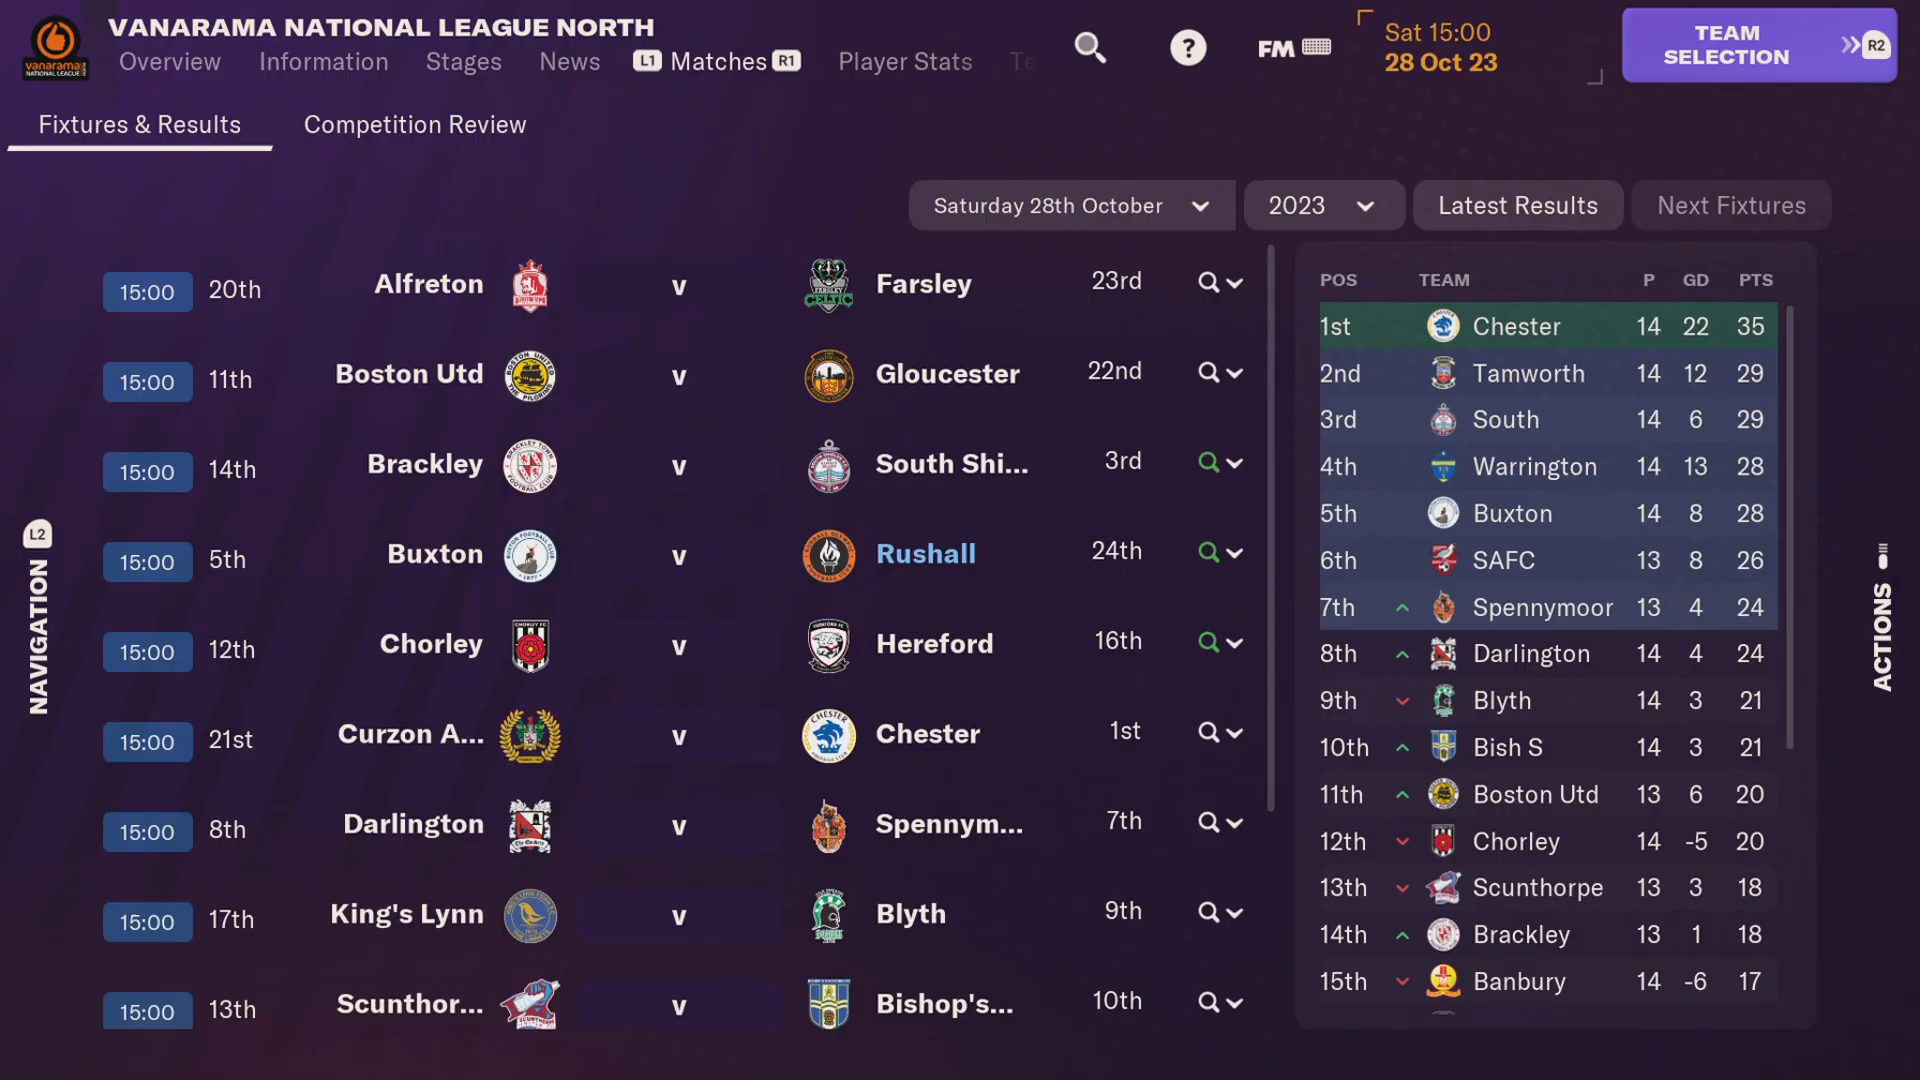 VANARAMA NATIONAL LEAGUE NORTH
Overview Information Stages News L1 Matches R1 Player Stats Te
? FM
Sat 15:00
28 Oct 23
TEAM SELECTION R2
Fixtures & Results Competition Review
Saturday 28th October 2023 Latest Results Next Fixtures
15:00 20th Alfreton v Farsley 23rd
15:00 11th Boston Utd v Gloucester 22nd
15:00 14th Brackley v South Shi... 3rd
15:00 5th Buxton v Rushall 24th
15:00 12th Chorley v Hereford 16th
15:00 21st Curzon A... v Chester 1st
15:00 8th Darlington v Spennym... 7th
15:00 17th King's Lynn v Blyth 9th
15:00 13th Scunthor... v Bishop's... 10th
POS TEAM P GD PTS
1st Chester 14 22 35
2nd Tamworth 14 12 29
3rd South 14 6 29
4th Warrington 14 13 28
5th Buxton 14 8 28
6th SAFC 13 8 26
7th Spennymoor 13 4 24
8th Darlington 14 4 24
9th Blyth 14 3 21
10th Bish S 14 3 21
11th Boston Utd 13 6 20
12th Chorley 14 -5 20
13th Scunthorpe 13 3 18
14th Brackley 13 1 18
15th Banbury 14 -6 17
L2 NAVIGATION
ACTIONS